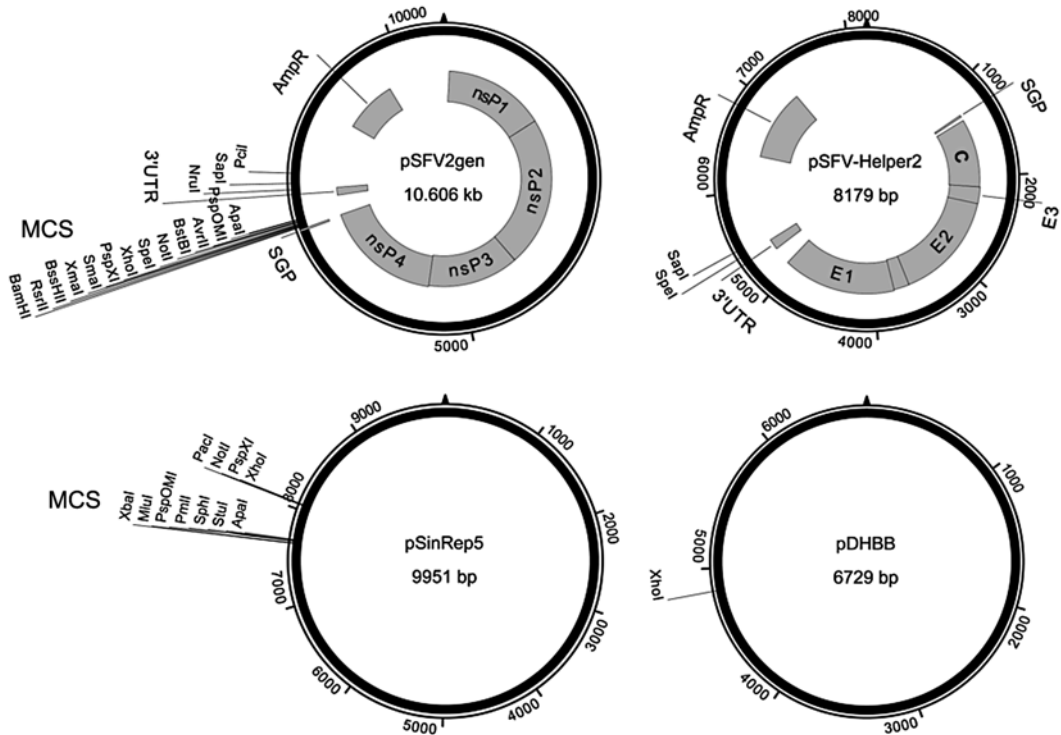 10000
AmpR
nsP1
nsP2
nsP3
nsP4
pSFV2gen
10.606 kb
PciI
SapI
NruI
3'UTR
MCS
ApaI
PspOMI
AvrII
BstBI
NotI
SpeI
XhoI
PspXI
SmaI
XmaI
BssHII
RsrII
BamHI
SGP
5000
8000
1000
SGP
7000
AmpR
pSFV-Helper2
8179 bp
C
2000
E3
6000
E2
E1
SapI
SpeI
5000
3'UTR
3000
4000
9000
1000
PacI
NotI
PspXI
XhoI
8000
MCS
XbaI
MluI
PspOMI
PmlI
SphI
StuI
ApaI
2000
pSinRep5
9951 bp
7000
3000
6000
4000
5000
6000
1000
pDHBB
6729 bp
5000
XhoI
2000
4000
3000